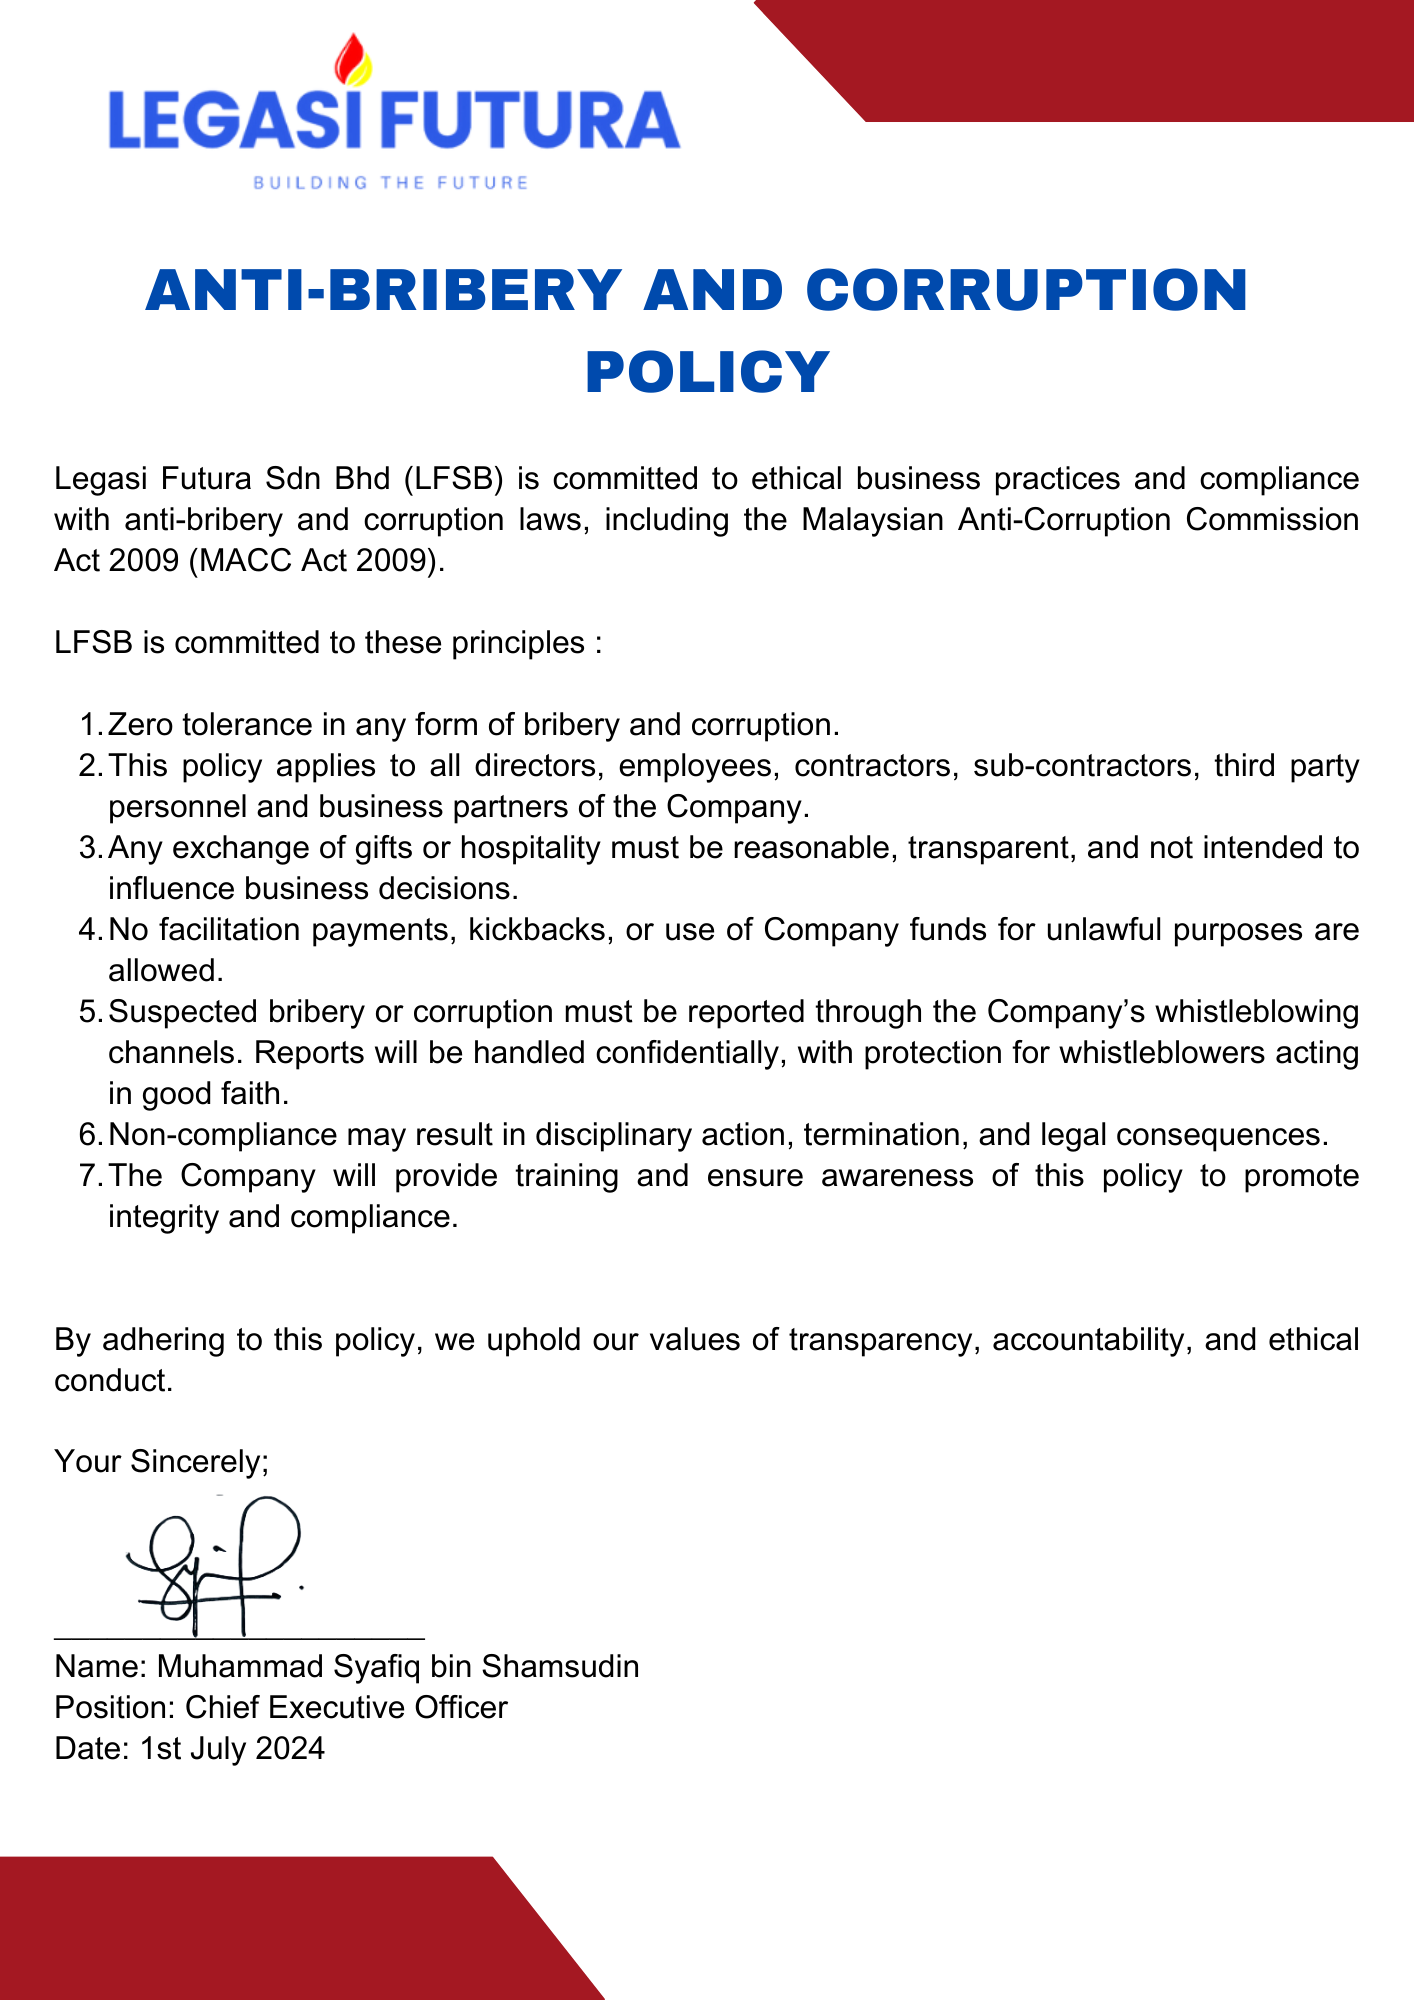 LEGASI FUTURA
BUILDING THE FUTURE
ANTI-BRIBERY AND CORRUPTION
POLICY
Legasi Futura Sdn Bhd (LFSB) is committed to ethical business practices and compliance
with anti-bribery and corruption laws, including the Malaysian Anti-Corruption Commission
Act 2009 (MACC Act 2009).
LFSB is committed to these principles :
1. Zero tolerance in any form of bribery and corruption.
2. This policy applies to all directors, employees, contractors, sub-contractors, third party
personnel and business partners of the Company.
3. Any exchange of gifts or hospitality must be reasonable, transparent, and not intended to
influence business decisions.
4. No facilitation payments, kickbacks, or use of Company funds for unlawful purposes are
allowed.
5. Suspected bribery or corruption must be reported through the Company’s whistleblowing
channels. Reports will be handled confidentially, with protection for whistleblowers acting
in good faith.
6. Non-compliance may result in disciplinary action, termination, and legal consequences.
7. The Company will provide training and ensure awareness of this policy to promote
integrity and compliance.
By adhering to this policy, we uphold our values of transparency, accountability, and ethical
conduct.
Your Sincerely;
Name: Muhammad Syafiq bin Shamsudin
Position: Chief Executive Officer
Date: 1st July 2024